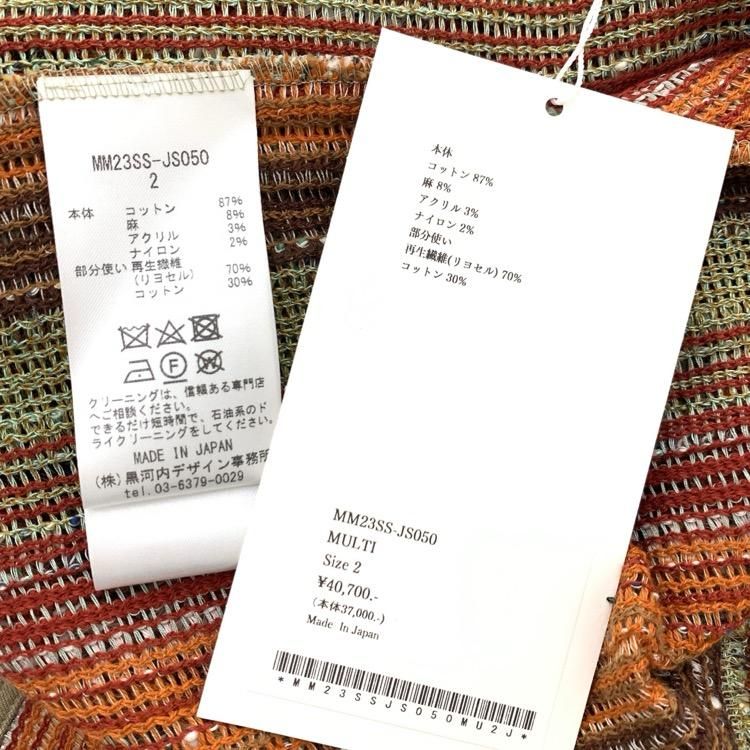 MM23SS-JS050
2
本体 コットン 87%
麻 8%
アクリル 3%
ナイロン 2%
部分使い 再生繊維
(リヨセル) 70%
コットン 30%
クリーニングは、信頼ある専門店
へご相談ください。
できるだけ短時間で、石油系のド
ライクリーニングをしてください。
MADE IN JAPAN
(株)黒河内デザイン事務所
tel.03-6379-0029
本体
コットン 87%
麻 8%
アクリル 3%
ナイロン 2%
部分使い
再生繊維(リヨセル) 70%
コットン 30%
MM23SS-JS050
MULTI
Size 2
¥40,700.-
(本体37,000.-)
Made In Japan
*MM23SSJS050MU2J*